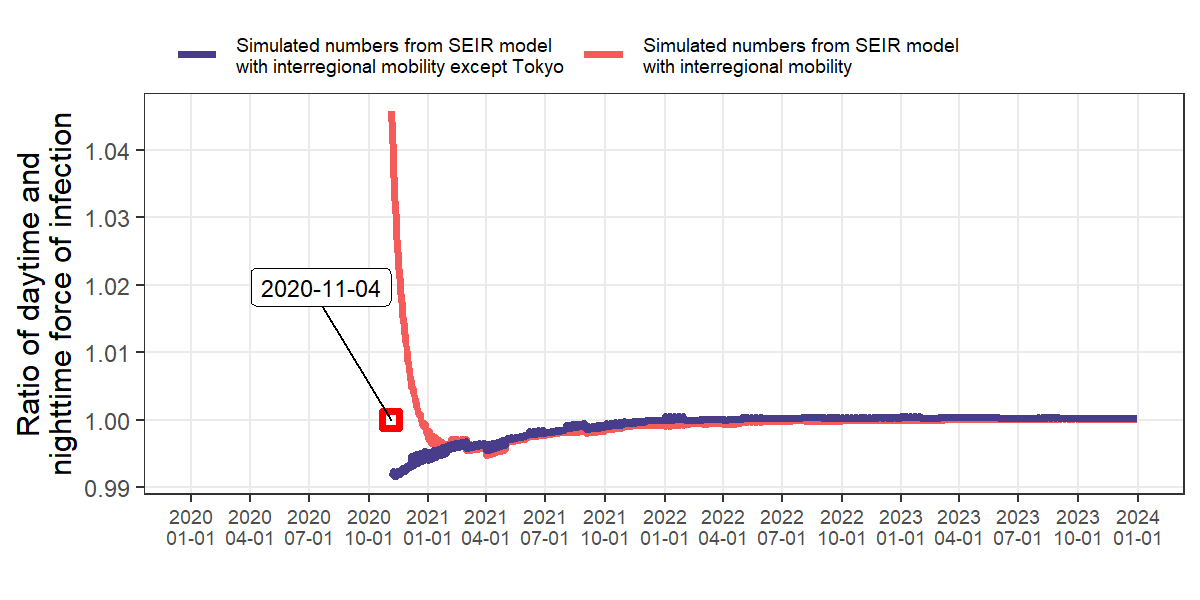 Simulated numbers from SEIR model
with interregional mobility except Tokyo
Simulated numbers from SEIR model
with interregional mobility
Ratio of daytime and
nighttime force of infection
1.04
1.03
1.02
1.01
1.00
0.99
2020-11-04
2020 2020 2020 2020 2021 2021 2021 2021 2022 2022 2022 2022 2023 2023 2023 2023 2024
01-01 04-01 07-01 10-01 01-01 04-01 07-01 10-01 01-01 04-01 07-01 10-01 01-01 04-01 07-01 10-01 01-01